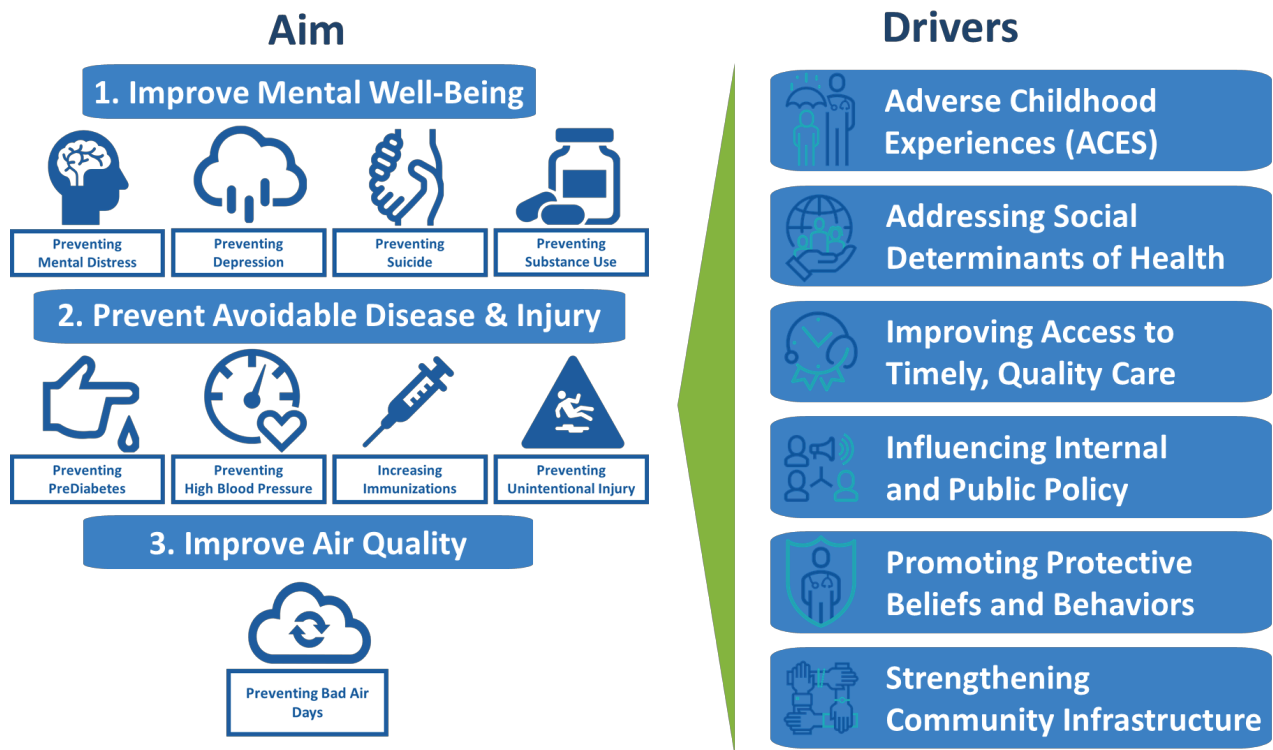 Aim
1. Improve Mental Well-Being
Preventing
Mental Distress
Preventing
Depression
Preventing
Suicide
Preventing
Substance Use
2. Prevent Avoidable Disease & Injury
Preventing
PreDiabetes
Preventing
High Blood Pressure
Increasing
Immunizations
Preventing
Unintentional Injury
3. Improve Air Quality
Preventing Bad Air
Days
Drivers
Adverse Childhood
Experiences (ACES)
Addressing Social
Determinants of Health
Improving Access to
Timely, Quality Care
Influencing Internal
and Public Policy
Promoting Protective
Beliefs and Behaviors
Strengthening
Community Infrastructure